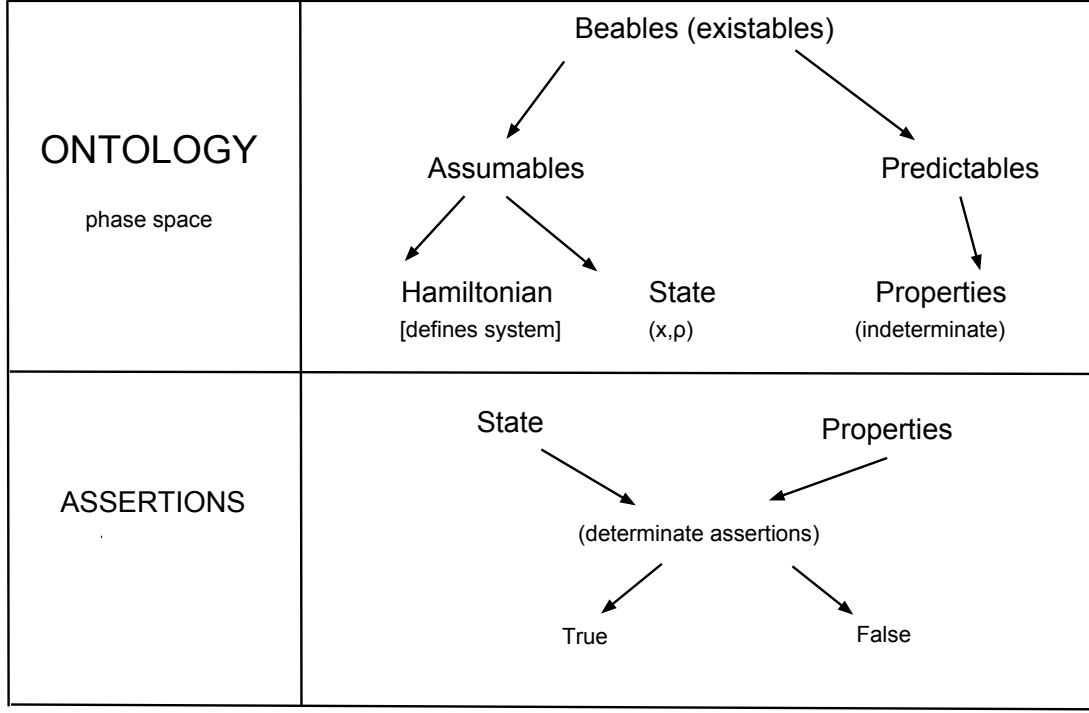 Beables (existables)
ONTOLOGY
phase space
Assumables
Predictables
Hamiltonian
[defines system]
State
(x,ρ)
Properties
(indeterminate)
ASSERTIONS
State
Properties
(determinate assertions)
True
False